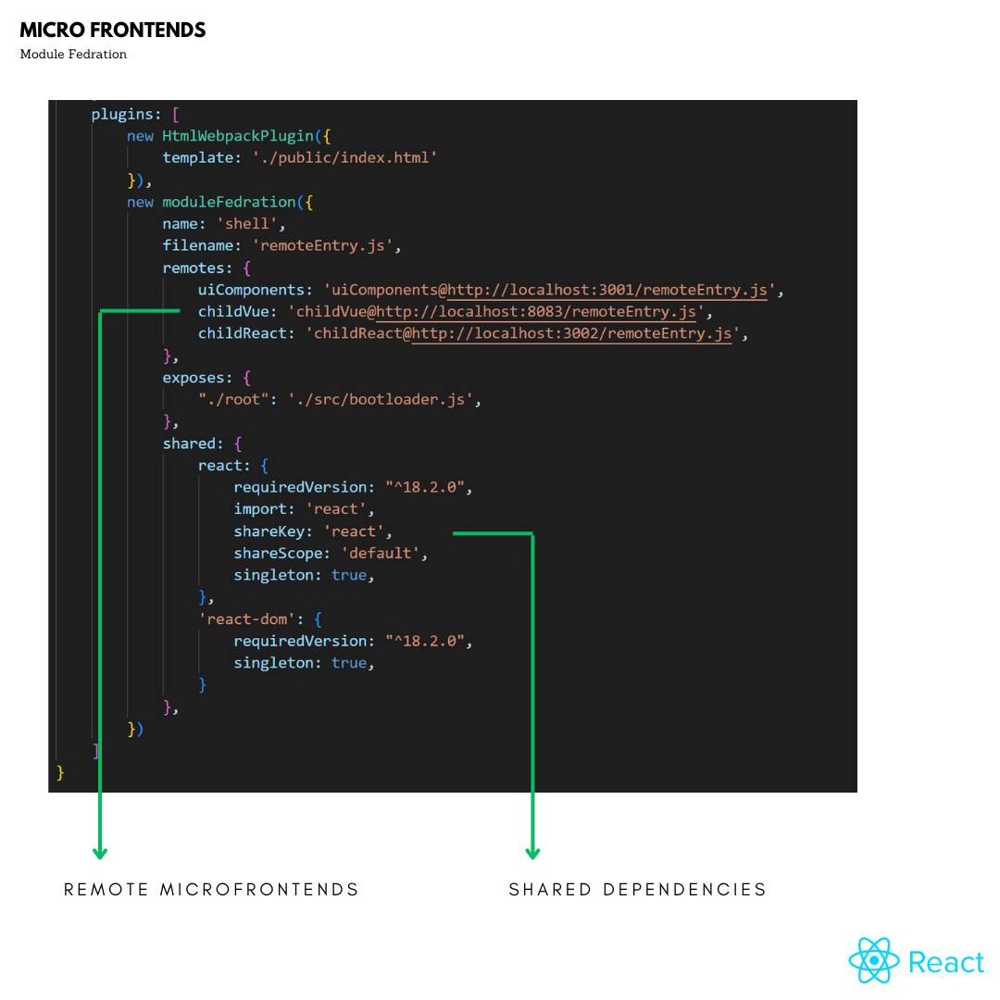 MICRO FRONTENDS
Module Fedration
plugins: [
new HtmlWebpackPlugin({
template: './public/index.html'
}),
new moduleFedration({
name: 'shell',
filename: 'remoteEntry.js',
remotes: {
uiComponents: 'uiComponents@http://localhost:3001/remoteEntry.js',
childVue: 'childVue@http://localhost:8083/remoteEntry.js',
childReact: 'childReact@http://localhost:3002/remoteEntry.js',
},
exposes: {
"./root": './src/bootloader.js',
},
shared: {
react: {
requiredVersion: "^18.2.0",
import: 'react',
shareKey: 'react',
shareScope: 'default',
singleton: true,
},
'react-dom': {
requiredVersion: "^18.2.0",
singleton: true,
}
},
})
]
}
REMOTE MICROFRONTENDS
SHARED DEPENDENCIES
React